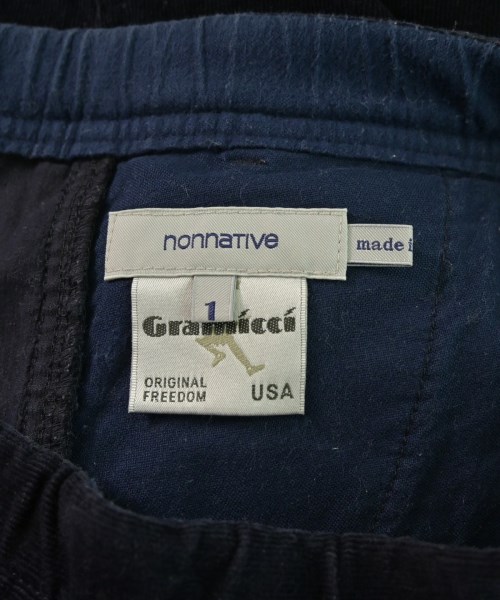 nonnative
made i
1
Gramicci
ORIGINAL
FREEDOM
USA